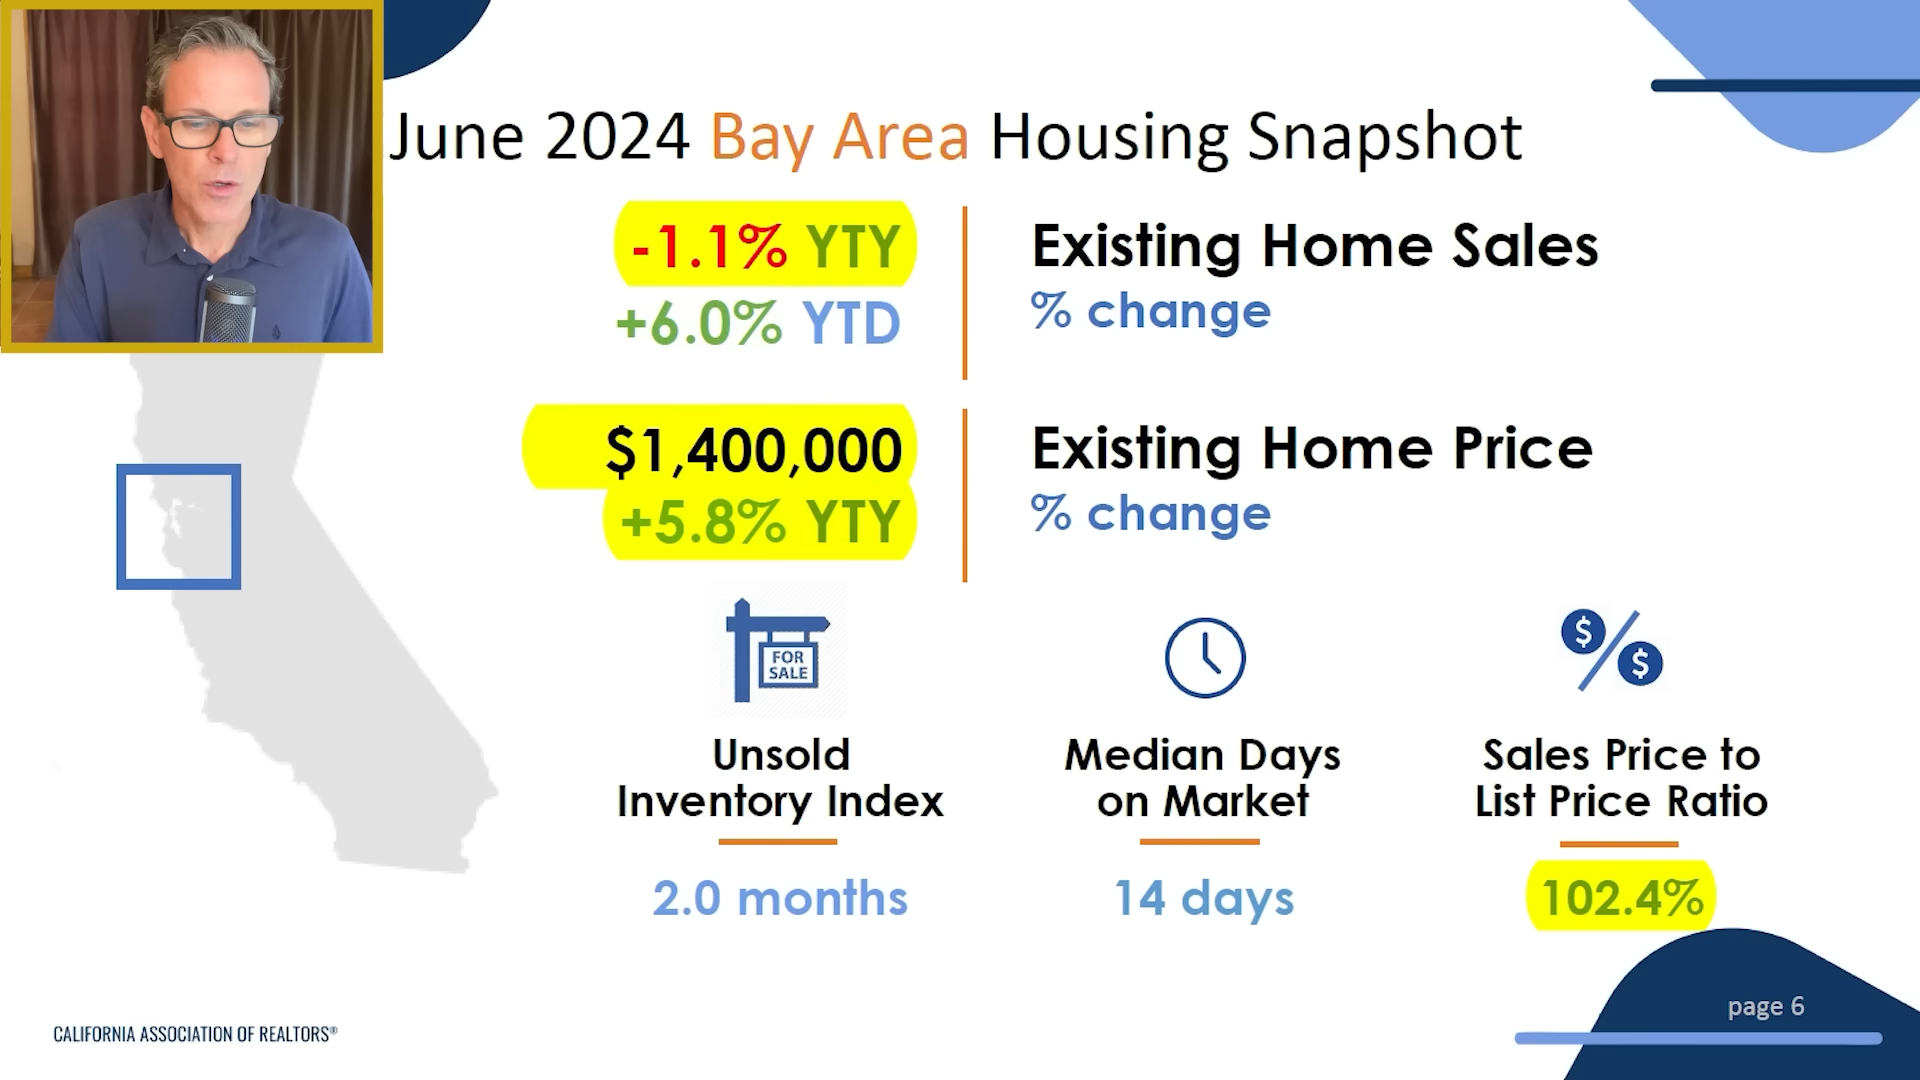 June 2024 Bay Area Housing Snapshot
-1.1% YTY
+6.0% YTD
Existing Home Sales
% change
$1,400,000
+5.8% YTY
Existing Home Price
% change
FOR
SALE
Unsold
Inventory Index
2.0 months
Median Days
on Market
14 days
$ $
Sales Price to
List Price Ratio
102.4%
page 6
CALIFORNIA ASSOCIATION OF REALTORS®